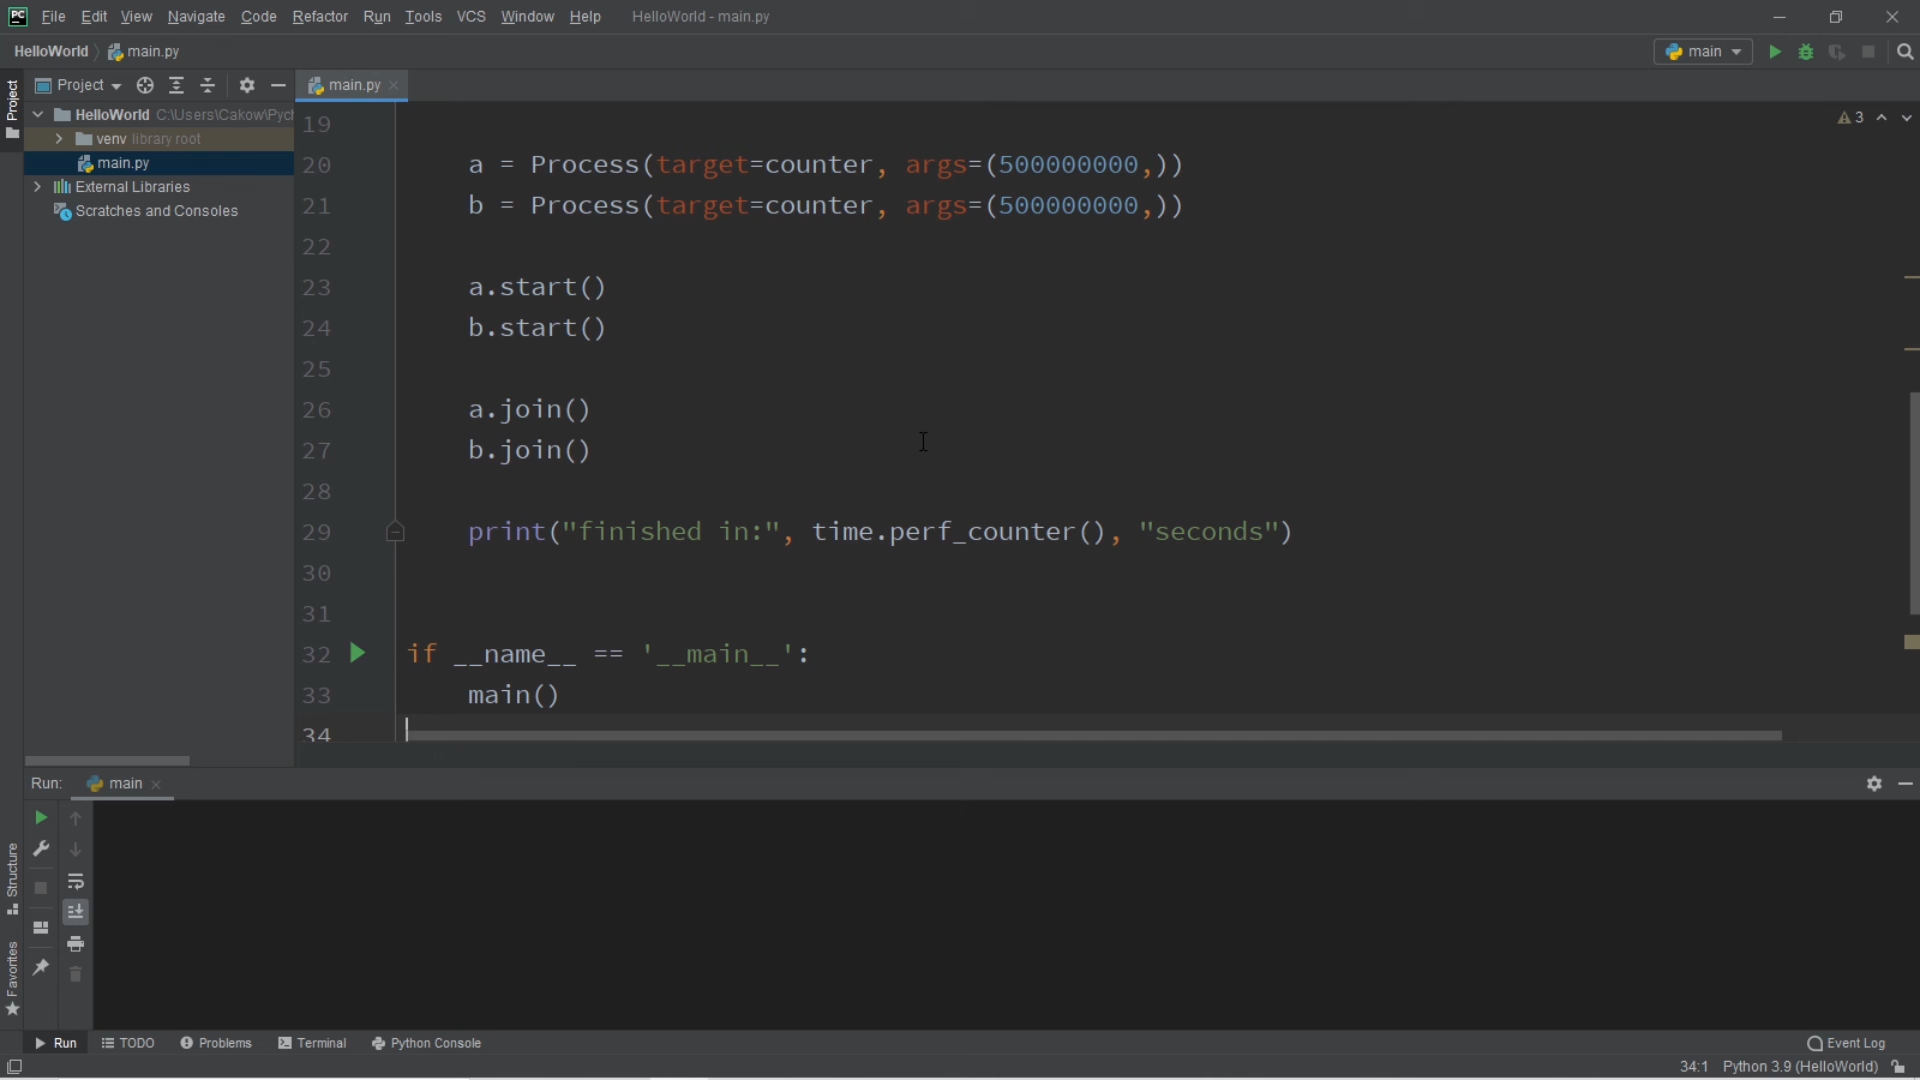 PC File Edit View Navigate Code Refactor Run Tools VCS Window Help HelloWorld - main.py
HelloWorld main.py main
Project Project main.py
HelloWorld C:\Users\Cakow\Pych
venv library root
main.py
External Libraries
Scratches and Consoles
3
19
20 a = Process(target=counter, args=(500000000,))
21 b = Process(target=counter, args=(500000000,))
22
23 a.start()
24 b.start()
25
26 a.join()
27 b.join()
28
29 print("finished in:", time.perf_counter(), "seconds")
30
31
32 if __name__ == '__main__':
33 main()
34
Run: main
Structure
Favorites
Run TODO Problems Terminal Python Console Event Log
34:1 Python 3.9 (HelloWorld)